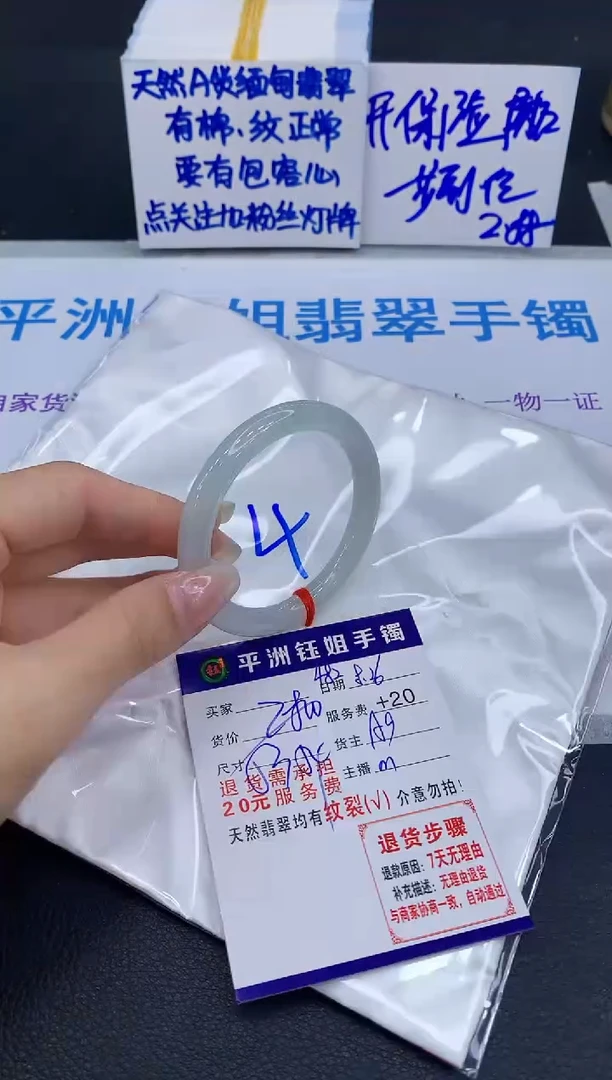 天然A货缅甸翡翠
有棉、纹正常
要有包容心
点关注加粉丝灯牌
开保险
288
平洲
姐翡翠手镯
自家货
一物一证
4
平洲钰姐手镯
日期
买家
服务费 +20
货价
货主 A9
尺寸
主播
退货需承担
20元服务费
天然翡翠均有纹裂(√) 介意勿拍!
退货步骤
退款原因: 7天无理由
补充描述: 无理由退货
与商家协商一致, 自动通过